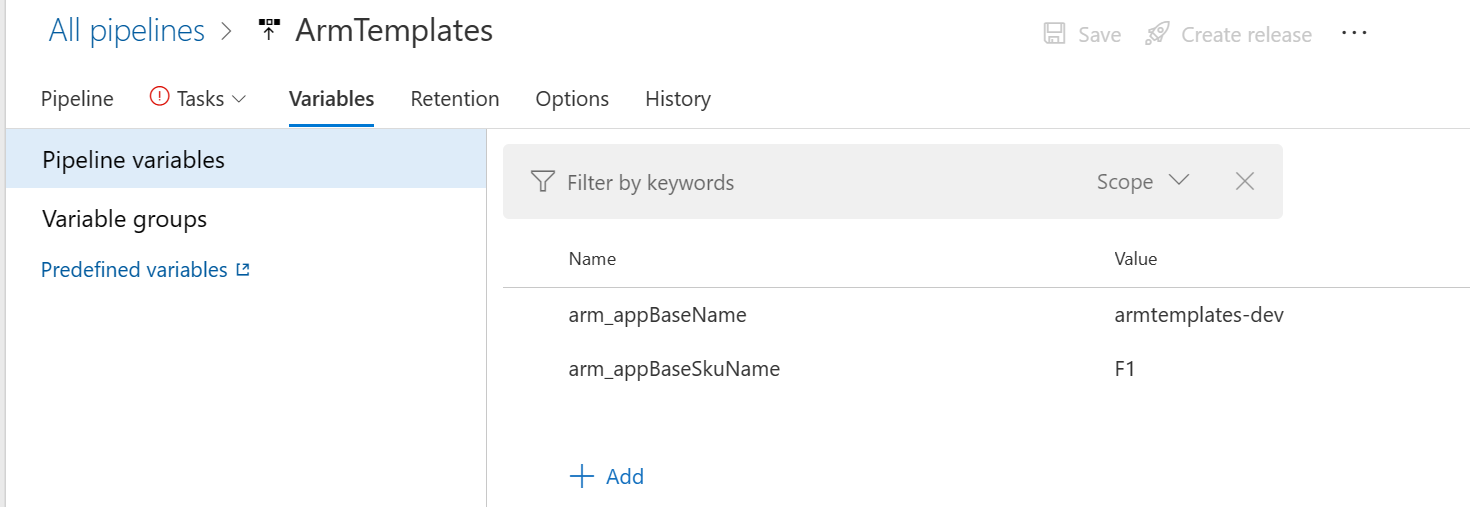 All pipelines > ArmTemplates
Save Create release ...
Pipeline Tasks Variables Retention Options History
Pipeline variables
Variable groups
Predefined variables
Filter by keywords Scope
Name Value
arm_appBaseName armtemplates-dev
arm_appBaseSkuName F1
+ Add